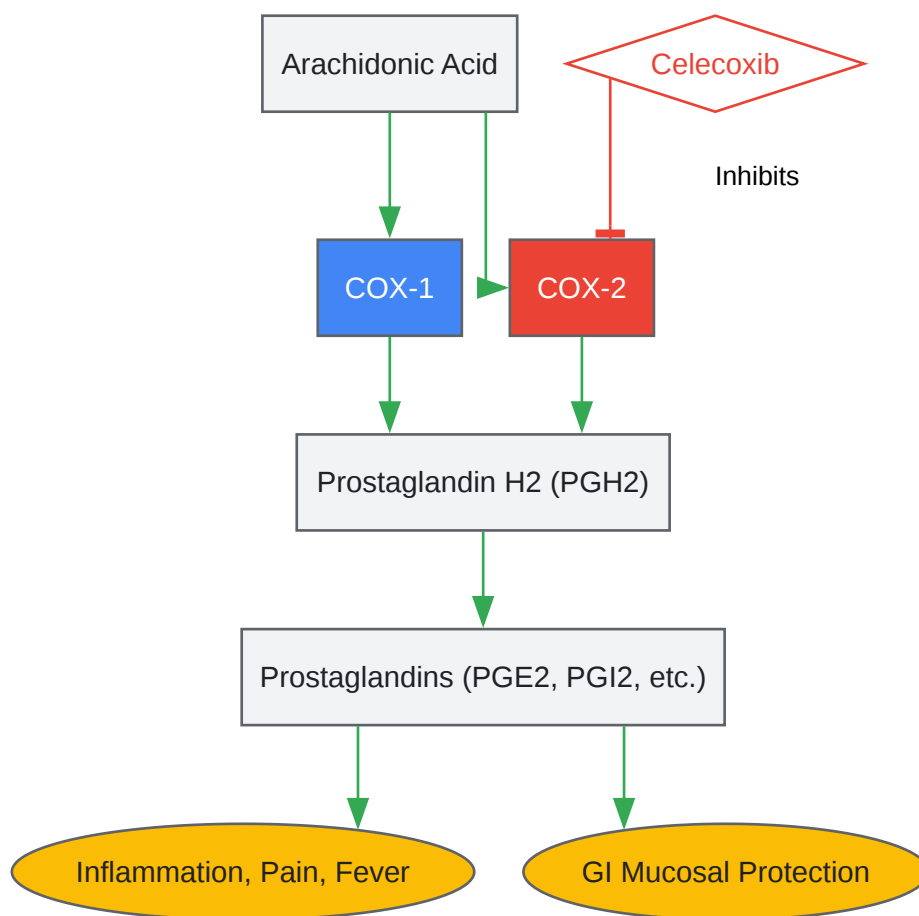 Arachidonic Acid
Celecoxib
Inhibits
COX-1
COX-2
Prostaglandin H2 (PGH2)
Prostaglandins (PGE2, PGI2, etc.)
Inflammation, Pain, Fever
GI Mucosal Protection